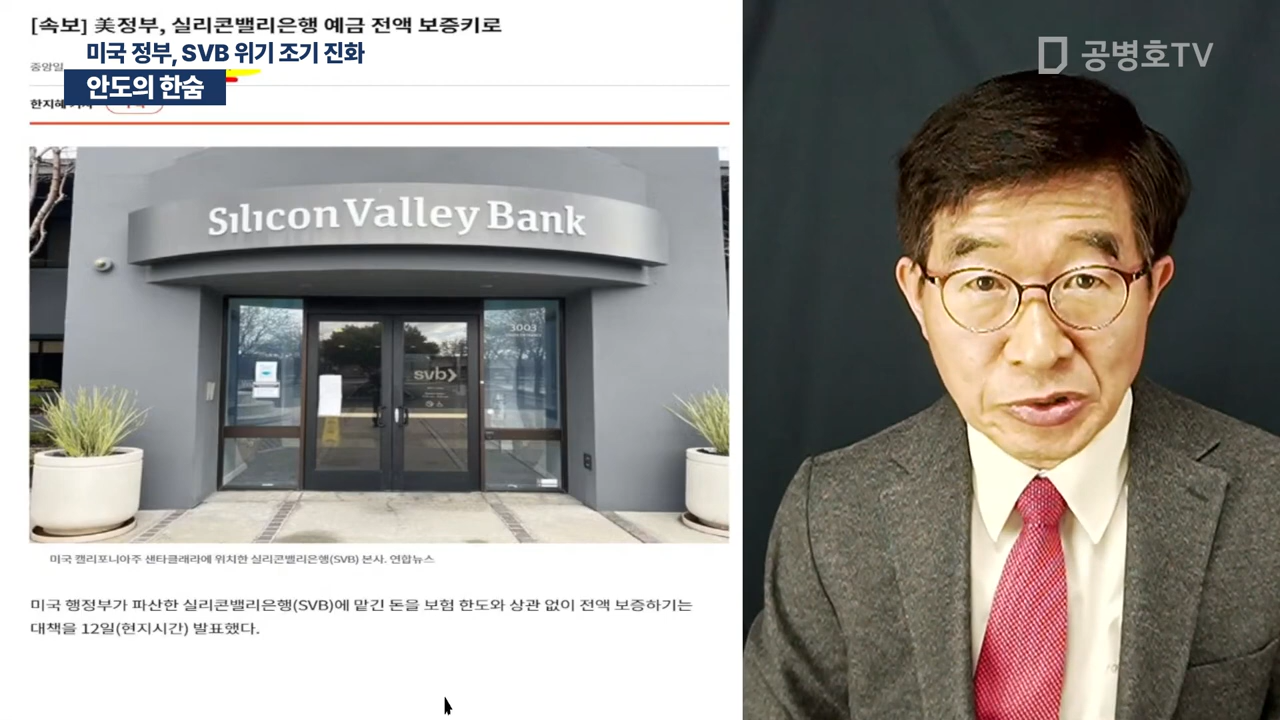 [속보] 美정부, 실리콘밸리은행 예금 전액 보증키로
미국 정부, SVB 위기 조기 진화
중앙일
안도의 한숨
한지혜
공병호TV
Silicon Valley Bank
3003
svb
미국 캘리포니아주 샌타클래라에 위치한 실리콘밸리은행(SVB) 본사. 연합뉴스
미국 행정부가 파산한 실리콘밸리은행(SVB)에 맡긴 돈을 보험 한도와 상관 없이 전액 보증하기는
대책을 12일(현지시간) 발표했다.